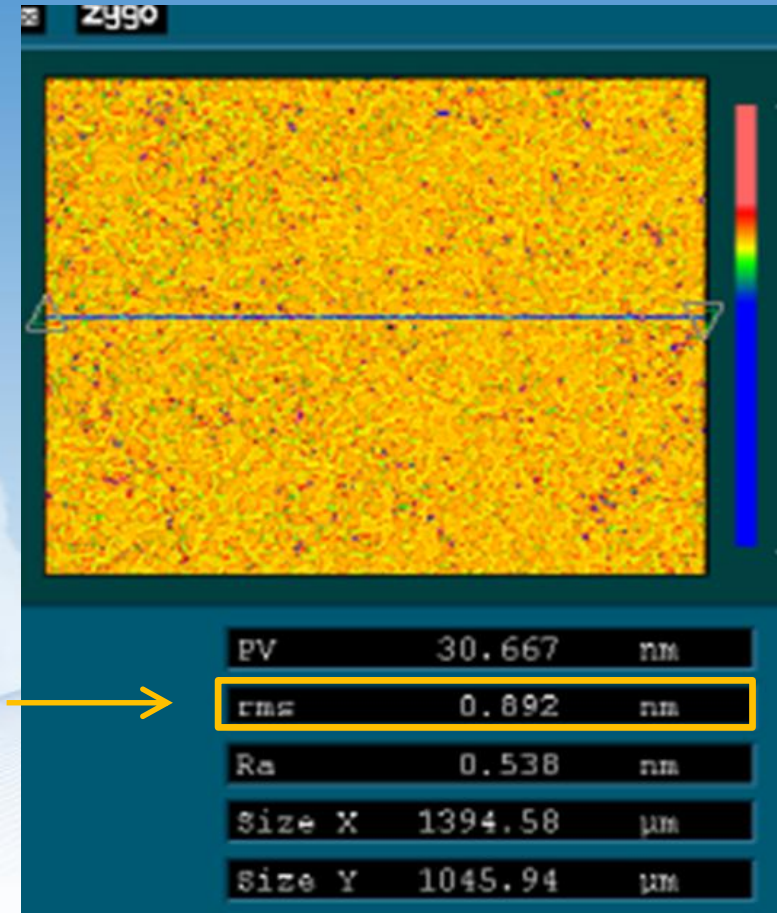 zygo
PV 30.667 nm
rms 0.892 nm
Ra 0.538 nm
Size X 1394.58 µm
Size Y 1045.94 µm